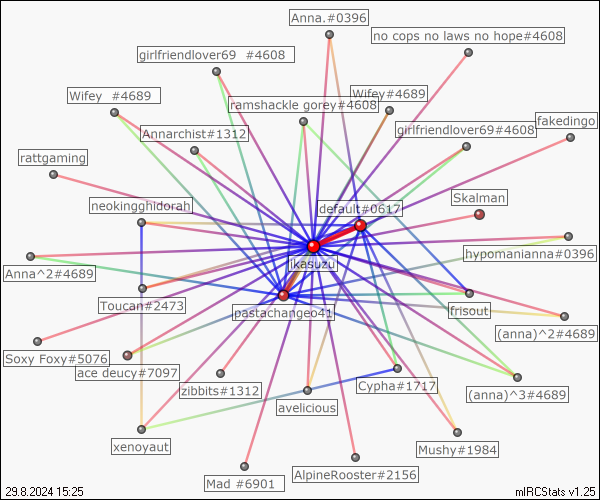 Anna.#0396
no cops no laws no hope#4608
girlfriendlover69 #4608
Wifey #4689
Wifey#4689
ramshackle gorey#4608
fakedingo
Annarchist#1312
girlfriendlover69#4608
rattgaming
Skalman
neokingghidorah
default#0617
hypomanianna#0396
ikasuzu
Anna^2#4689
Toucan#2473
frisout
pastachangeo41
(anna)^2#4689
Soxy Foxy#5076
ace deucy#7097
zibbits#1312
Cypha#1717
(anna)^3#4689
avelicious
xenoyaut
Mushy#1984
Mad #6901
AlpineRooster#2156
29.8.2024 15:25
mIRCStats v1.25